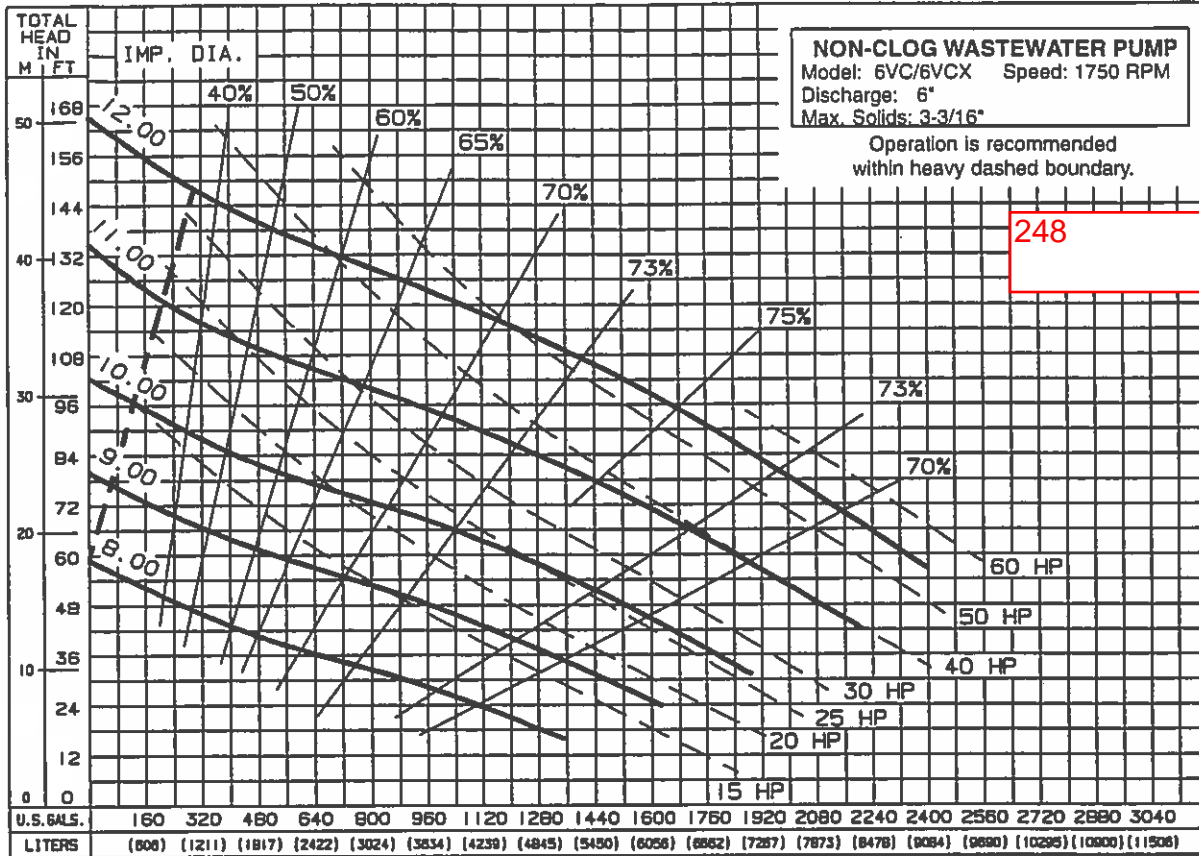 TOTAL
HEAD
IN
M FT
IMP. DIA.
NON-CLOG WASTEWATER PUMP
Model: 6VC/6VCX Speed: 1750 RPM
Discharge: 6"
Max. Solids: 3-3/16"
Operation is recommended
within heavy dashed boundary.
248
40% 50%
60%
65%
70%
73%
75%
73%
70%
12.00
11.00
10.00
9.00
8.00
168
50
156
144
40 132
120
108
30 96
84
72
20 60
48
10 36
24
12
0 0
60 HP
50 HP
40 HP
30 HP
25 HP
20 HP
15 HP
U.S.GALS. 160 320 480 640 800 960 1120 1280 1440 1600 1760 1920 2080 2240 2400 2560 2720 2880 3040
LITERS (606) (1211) (1817) (2422) (3024) (3634) (4239) (4845) (5450) (6056) (6662) (7267) (7873) (8478) (9084) (9690) (10295) (10900) (11506)